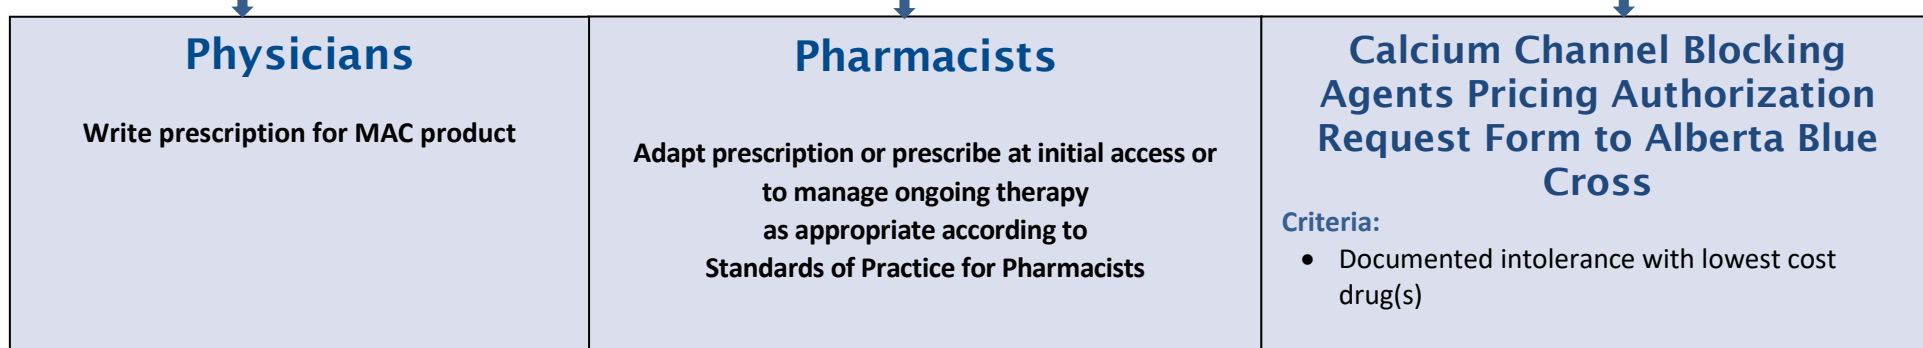 Physicians
Write prescription for MAC product
Pharmacists
Adapt prescription or prescribe at initial access or
to manage ongoing therapy
as appropriate according to
Standards of Practice for Pharmacists
Calcium Channel Blocking
Agents Pricing Authorization
Request Form to Alberta Blue
Cross
Criteria:
• Documented intolerance with lowest cost
drug(s)